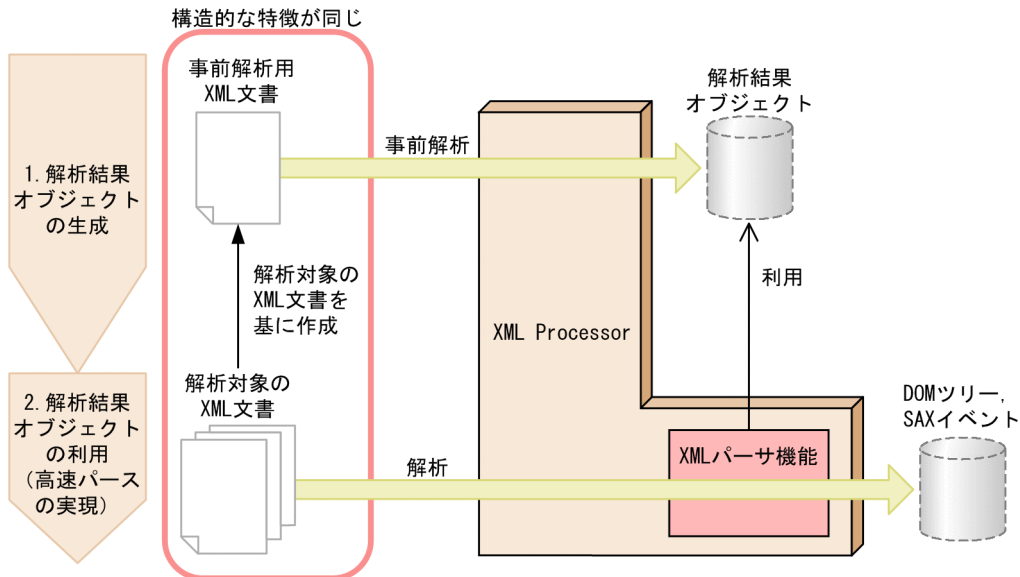 構造的な特徴が同じ
事前解析用
XML文書
解析結果
オブジェクト
事前解析
1.解析結果
オブジェクト
の生成
解析対象の
XML文書を
基に作成
利用
XML Processor
解析対象の
XML文書
2.解析結果
オブジェクト
の利用
（高速パース
の実現）
DOMツリー,
SAXイベント
XMLパーサ機能
解析